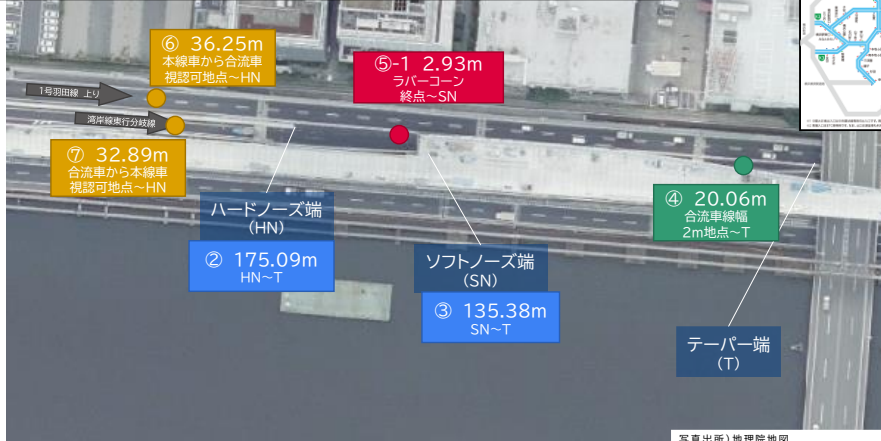 ⑥ 36.25m
本線車から合流車
視認可地点～HN
⑤-1 2.93m
ラバーコーン
終点～SN
1号羽田線 上り
湾岸線東行分岐線
⑦ 32.89m
合流車から本線車
視認可地点～HN
④ 20.06m
合流車線幅
2m地点～T
ハードノーズ端
(HN)
② 175.09m
HN～T
ソフトノーズ端
(SN)
③ 135.38m
SN～T
テーパー端
(T)
写真出所)地理院地図